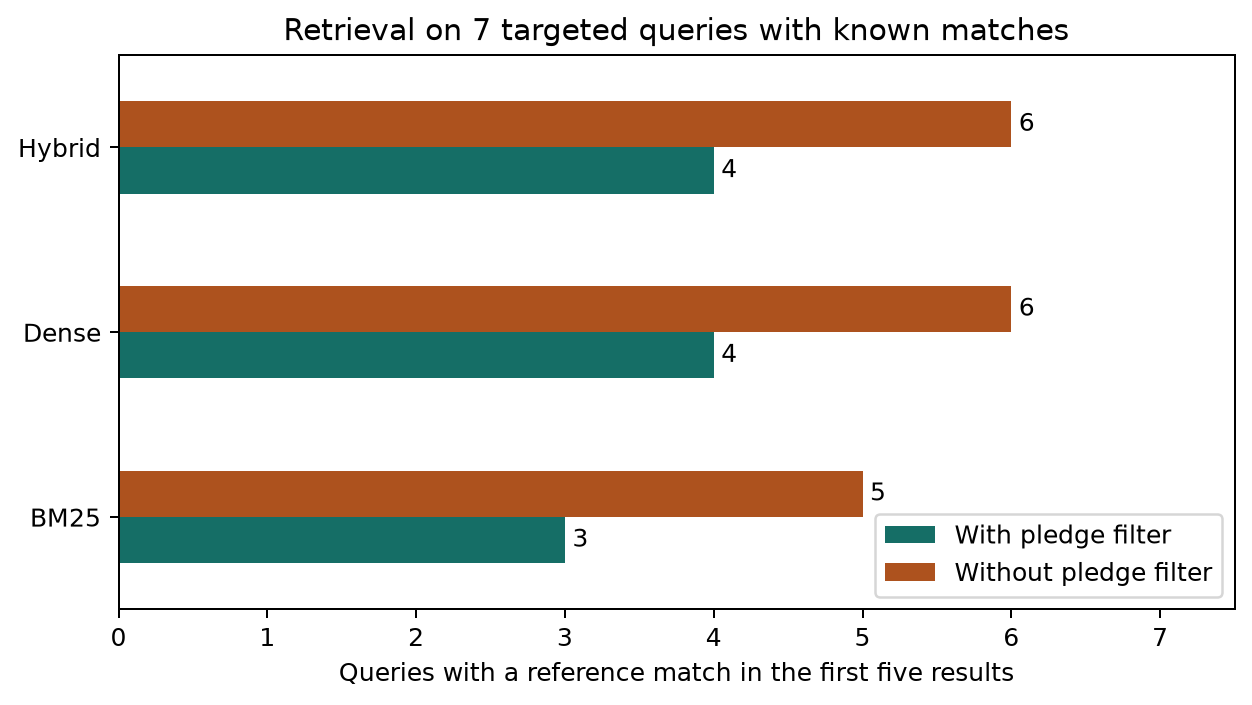 Retrieval on 7 targeted queries with known matches
Hybrid
6
4
Dense
6
4
BM25
5
3
With pledge filter
Without pledge filter
0 1 2 3 4 5 6 7
Queries with a reference match in the first five results